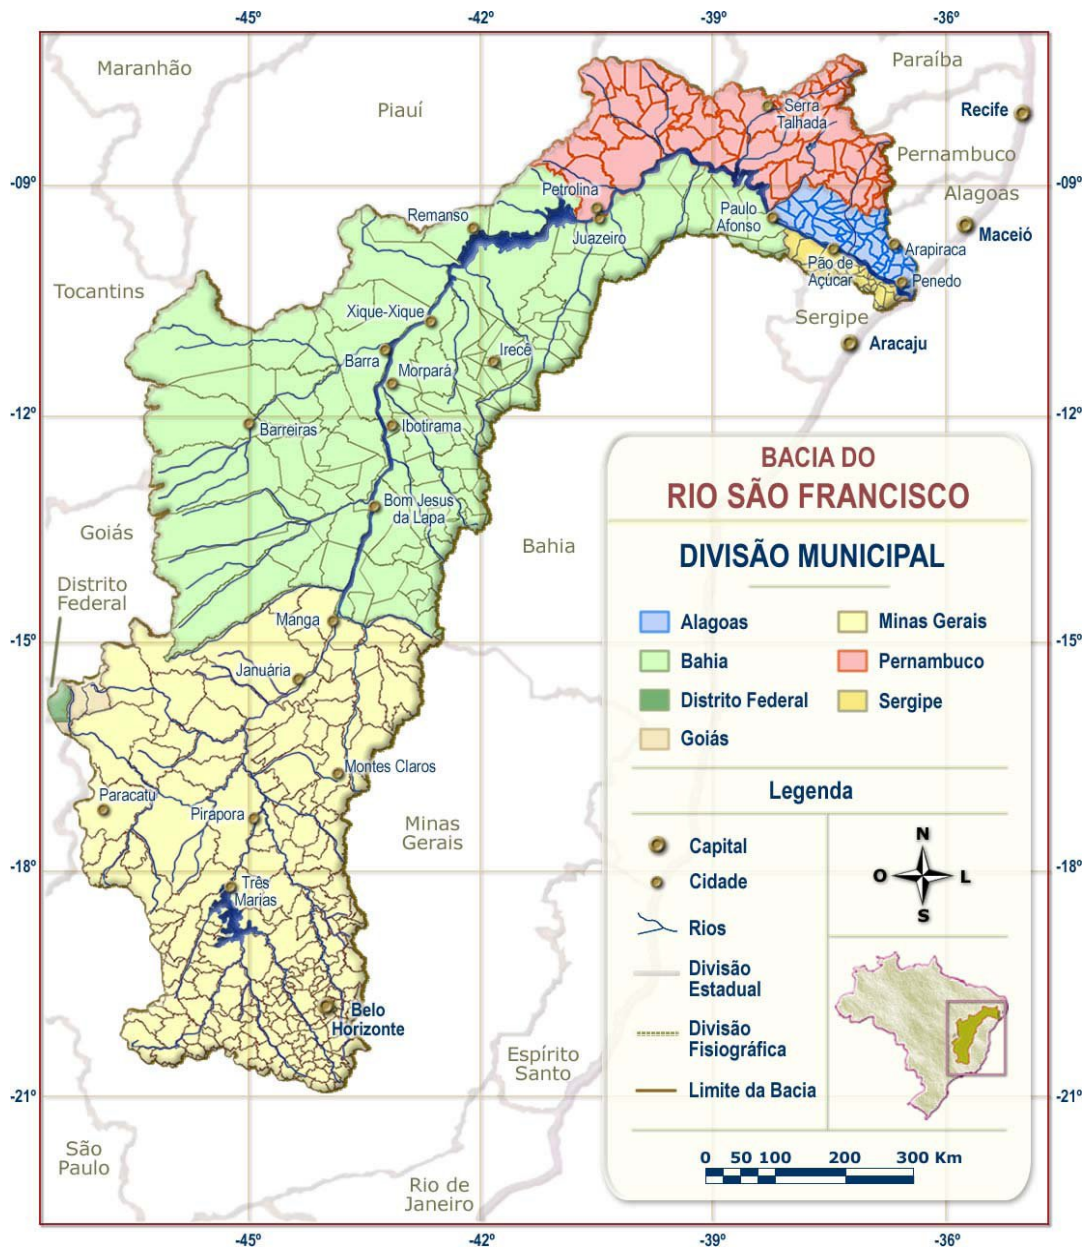 -45º
-42º
-39º
-36º
Maranhão
Piauí
Paraíba
Serra
Talhada
Recife
Pernambuco
-09º
-09º
Petrolina
Alagoas
Remanso
Paulo
Afonso
Juazeiro
Maceió
Arapiraca
Pão de
Açúcar
Penedo
Tocantins
Xique-Xique
Sergipe
Aracaju
Barra
Irecê
Morpará
-12º
-12º
Barreiras
Ibotirama
Bom Jesus
da Lapa
Goiás
Bahia
Distrito
Federal
Manga
-15º
-15º
Januária
Montes Claros
Paracatu
Pirapora
Minas
Gerais
-18º
-18º
Três
Marias
Belo
Horizonte
Espírito
Santo
-21º
-21º
São
Paulo
Rio de
Janeiro
-45º
-42º
-39º
-36º
BACIA DO
RIO SÃO FRANCISCO
DIVISÃO MUNICIPAL
Alagoas
Minas Gerais
Bahia
Pernambuco
Distrito Federal
Sergipe
Goiás
Legenda
Capital
Cidade
Rios
Divisão
Estadual
Divisão
Fisiográfica
Limite da Bacia
N
O
L
S
0 50 100 200 300 Km